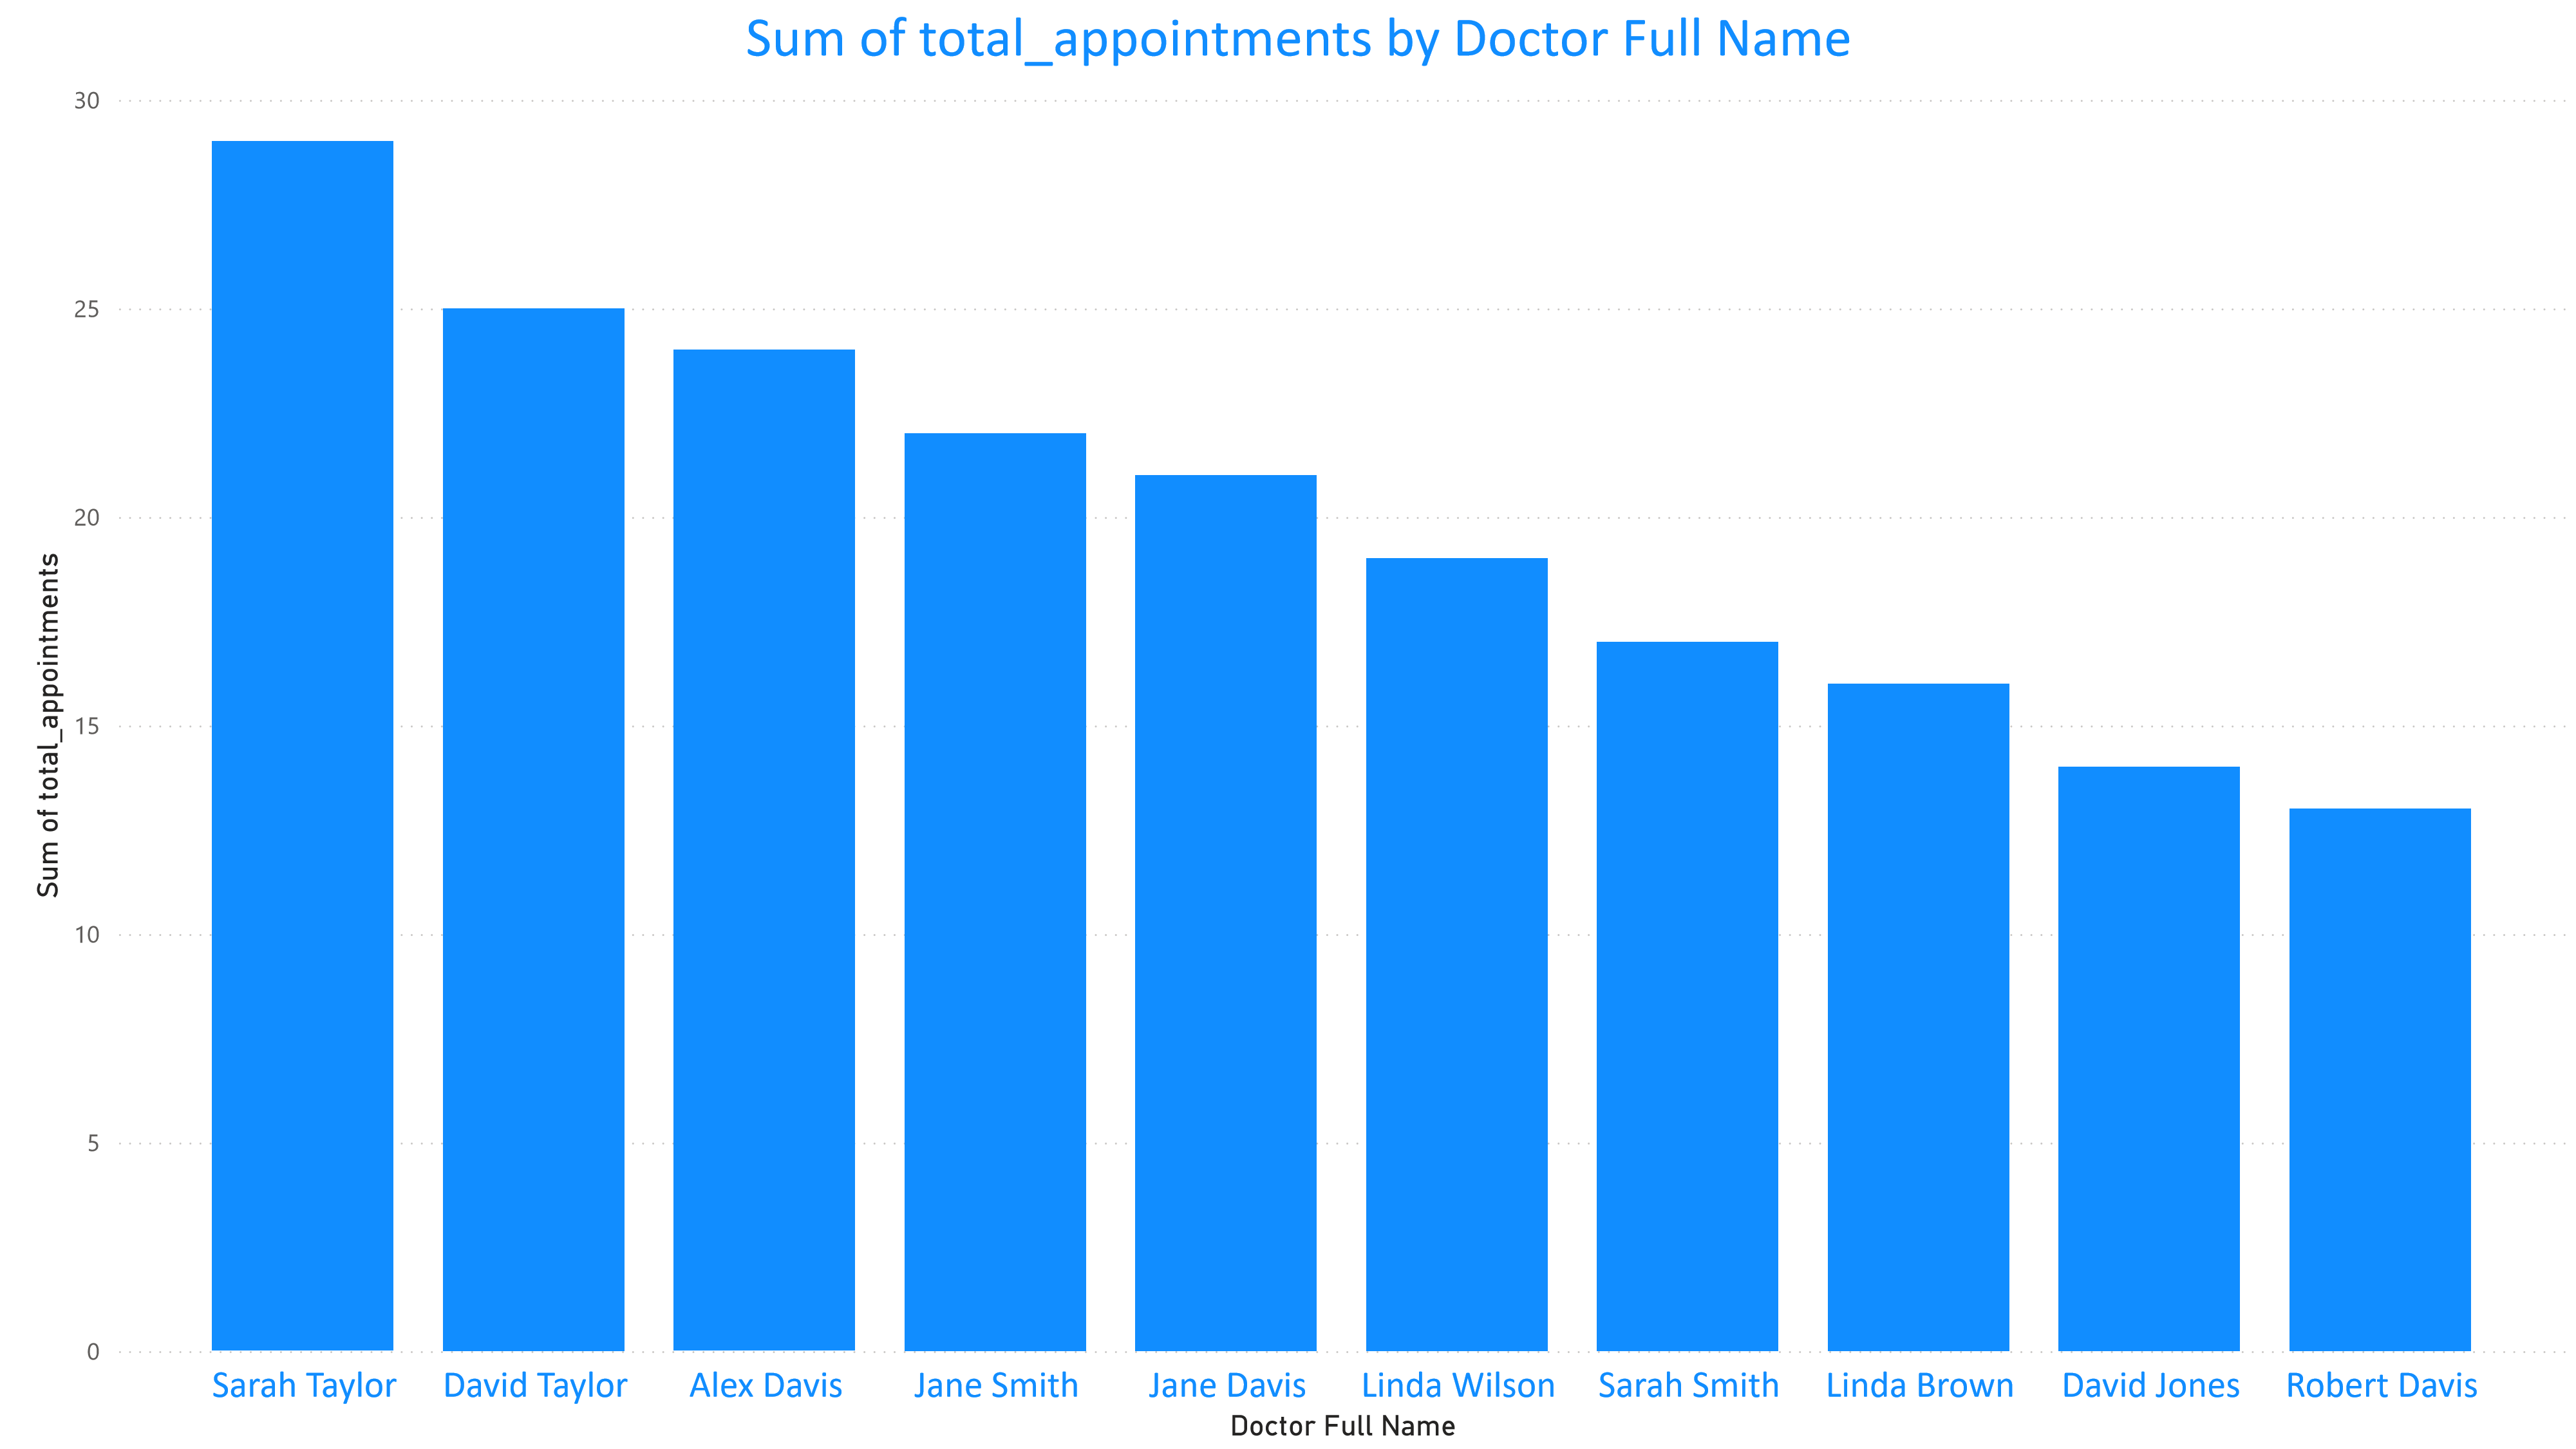 Sum of total_appointments by Doctor Full Name
30
25
20
15
10
5
0
Sum of total_appointments
Sarah Taylor David Taylor Alex Davis Jane Smith Jane Davis Linda Wilson Sarah Smith Linda Brown David Jones Robert Davis
Doctor Full Name